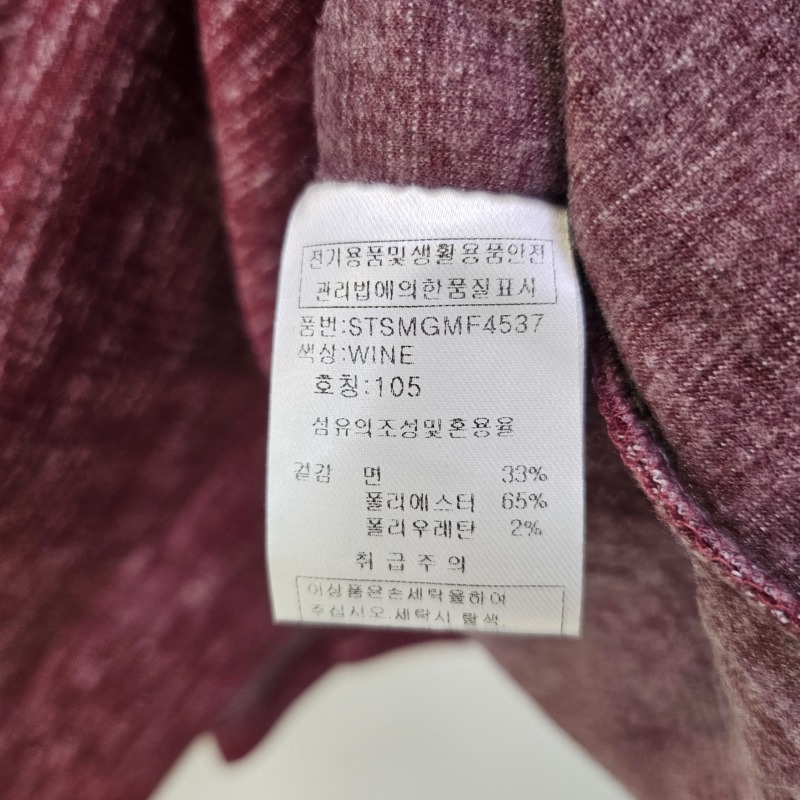 전기용품및생활용품안전
관리법에의한품질표시
품번:STSMGMF4537
색상:WINE
호칭:105
섬유의조성및혼용율
겉감 면 33%
폴리에스터 65%
폴리우레탄 2%
취급주의
이상품은손세탁을하여
주십시오.세탁시 탈색,